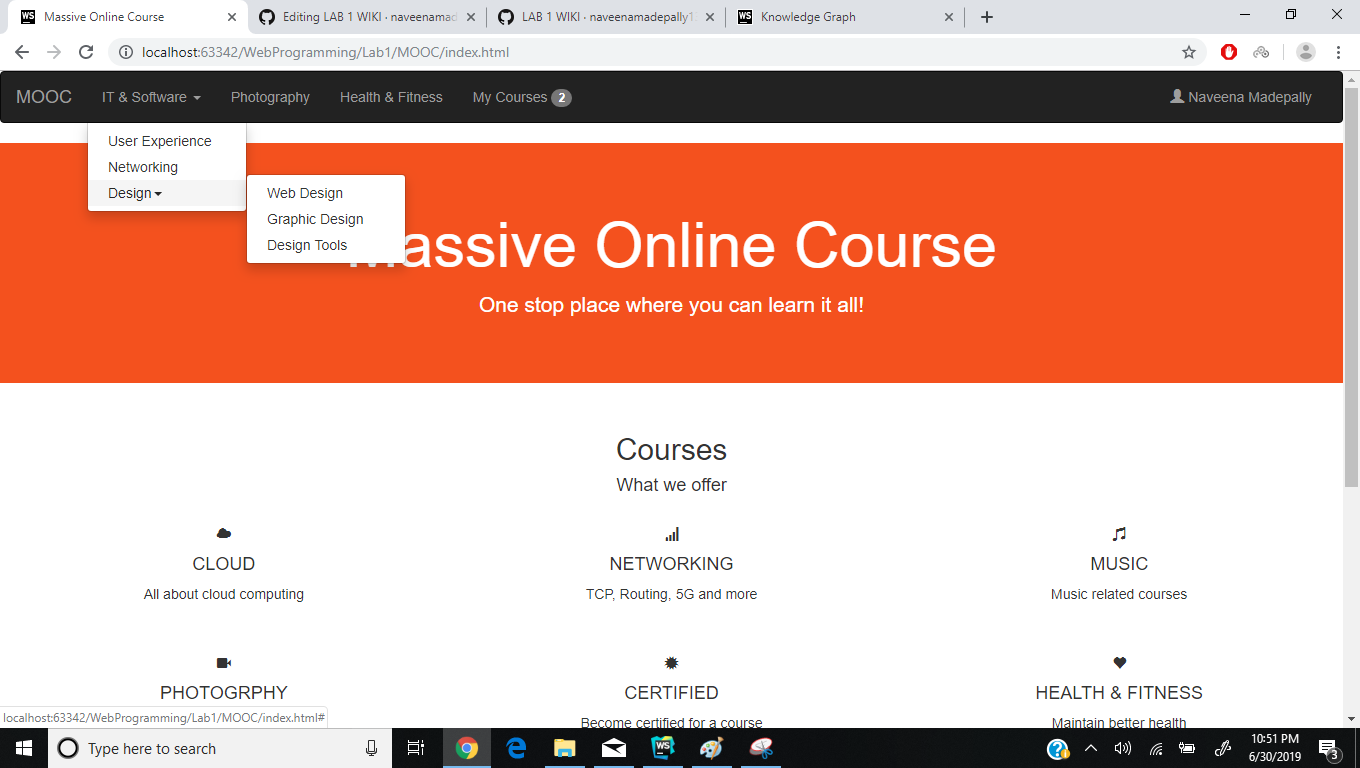 Massive Online Course
Editing LAB 1 WIKI · naveenamad
LAB 1 WIKI · naveenamadepally1
Knowledge Graph
localhost:63342/WebProgramming/Lab1/MOOC/index.html
MOOC IT & Software Photography Health & Fitness My Courses 2 Naveena Madepally
User Experience
Networking
Design
Web Design
Graphic Design
Design Tools
Massive Online Course
One stop place where you can learn it all!
Courses
What we offer
CLOUD
All about cloud computing
NETWORKING
TCP, Routing, 5G and more
MUSIC
Music related courses
PHOTOGRPHY
CERTIFIED
Become certified for a course
HEALTH & FITNESS
Maintain better health
localhost:63342/WebProgramming/Lab1/MOOC/index.html#
Type here to search
10:51 PM
6/30/2019
3